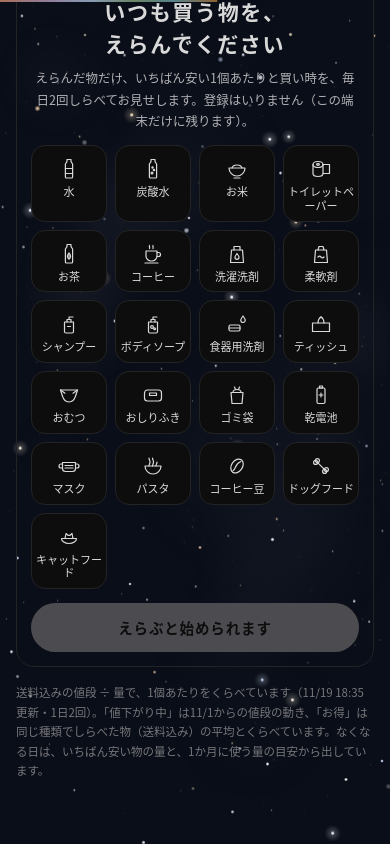 いつも買う物を、
えらんでください
えらんだ物だけ、いちばん安い1個あたりと買い時を、毎
日2回しらべてお見せします。登録はいりません（この端
末だけに残ります）。
水
炭酸水
お米
トイレットペ
ーパー
お茶
コーヒー
洗濯洗剤
柔軟剤
シャンプー
ボディソープ
食器用洗剤
ティッシュ
おむつ
おしりふき
ゴミ袋
乾電池
マスク
パスタ
コーヒー豆
ドッグフード
キャットフー
ド
えらぶと始められます
送料込みの値段 ÷ 量で、1個あたりをくらべています（11/19 18:35
更新・1日2回）。「値下がり中」は11/1からの値段の動き、「お得」は
同じ種類でしらべた物（送料込み）の平均とくらべています。なくな
る日は、いちばん安い物の量と、1か月に使う量の目安から出してい
ます。